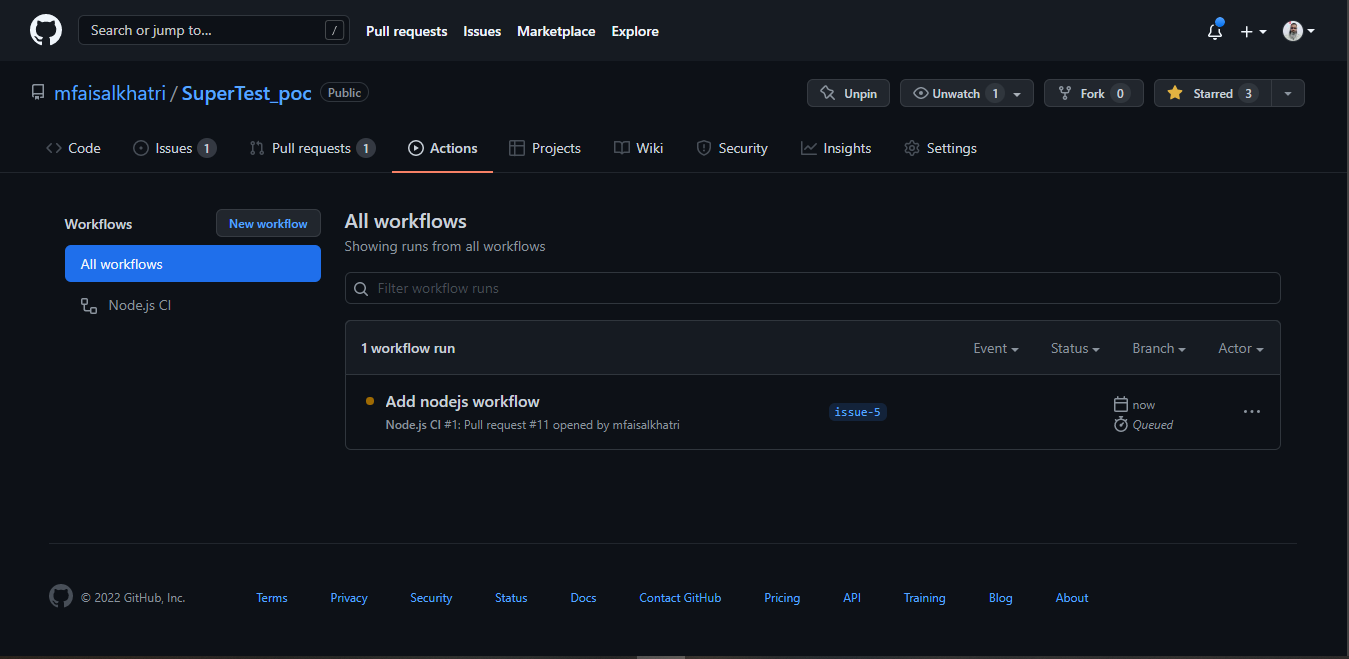 Search or jump to... /
Pull requests Issues Marketplace Explore
mfaisalkhatri / SuperTest_poc Public
Unpin Unwatch 1 Fork 0 Starred 3
Code Issues 1 Pull requests 1 Actions Projects Wiki Security Insights Settings
Workflows New workflow
All workflows
Node.js CI
All workflows
Showing runs from all workflows
Filter workflow runs
1 workflow run Event Status Branch Actor
Add nodejs workflow
Node.js CI #1: Pull request #11 opened by mfaisalkhatri
issue-5
now
Queued
© 2022 GitHub, Inc. Terms Privacy Security Status Docs Contact GitHub Pricing API Training Blog About